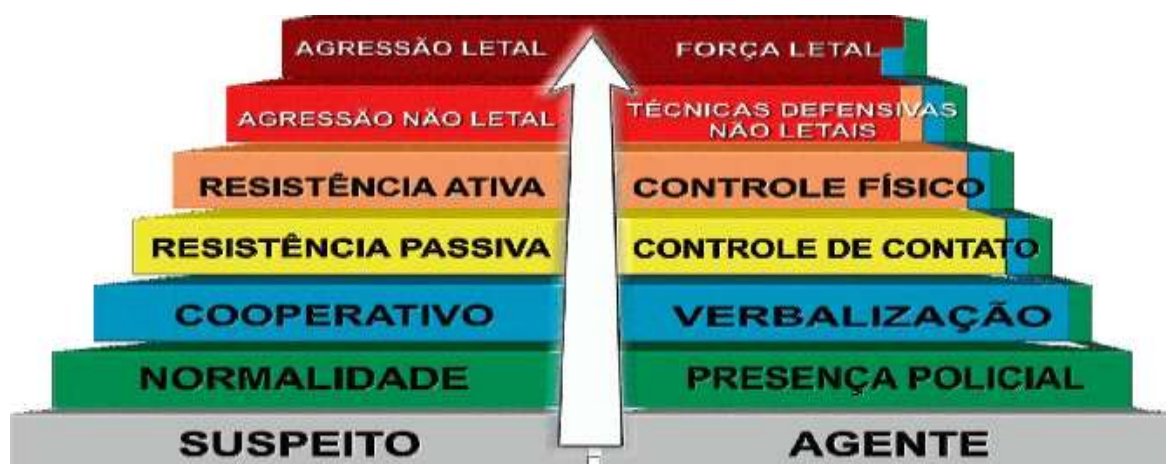 AGRESSÃO LETAL
FORÇA LETAL
AGRESSÃO NÃO LETAL
TÉCNICAS DEFENSIVAS
NÃO LETAIS
RESISTÊNCIA ATIVA
CONTROLE FÍSICO
RESISTÊNCIA PASSIVA
CONTROLE DE CONTATO
COOPERATIVO
VERBALIZAÇÃO
NORMALIDADE
PRESENÇA POLICIAL
SUSPEITO
AGENTE